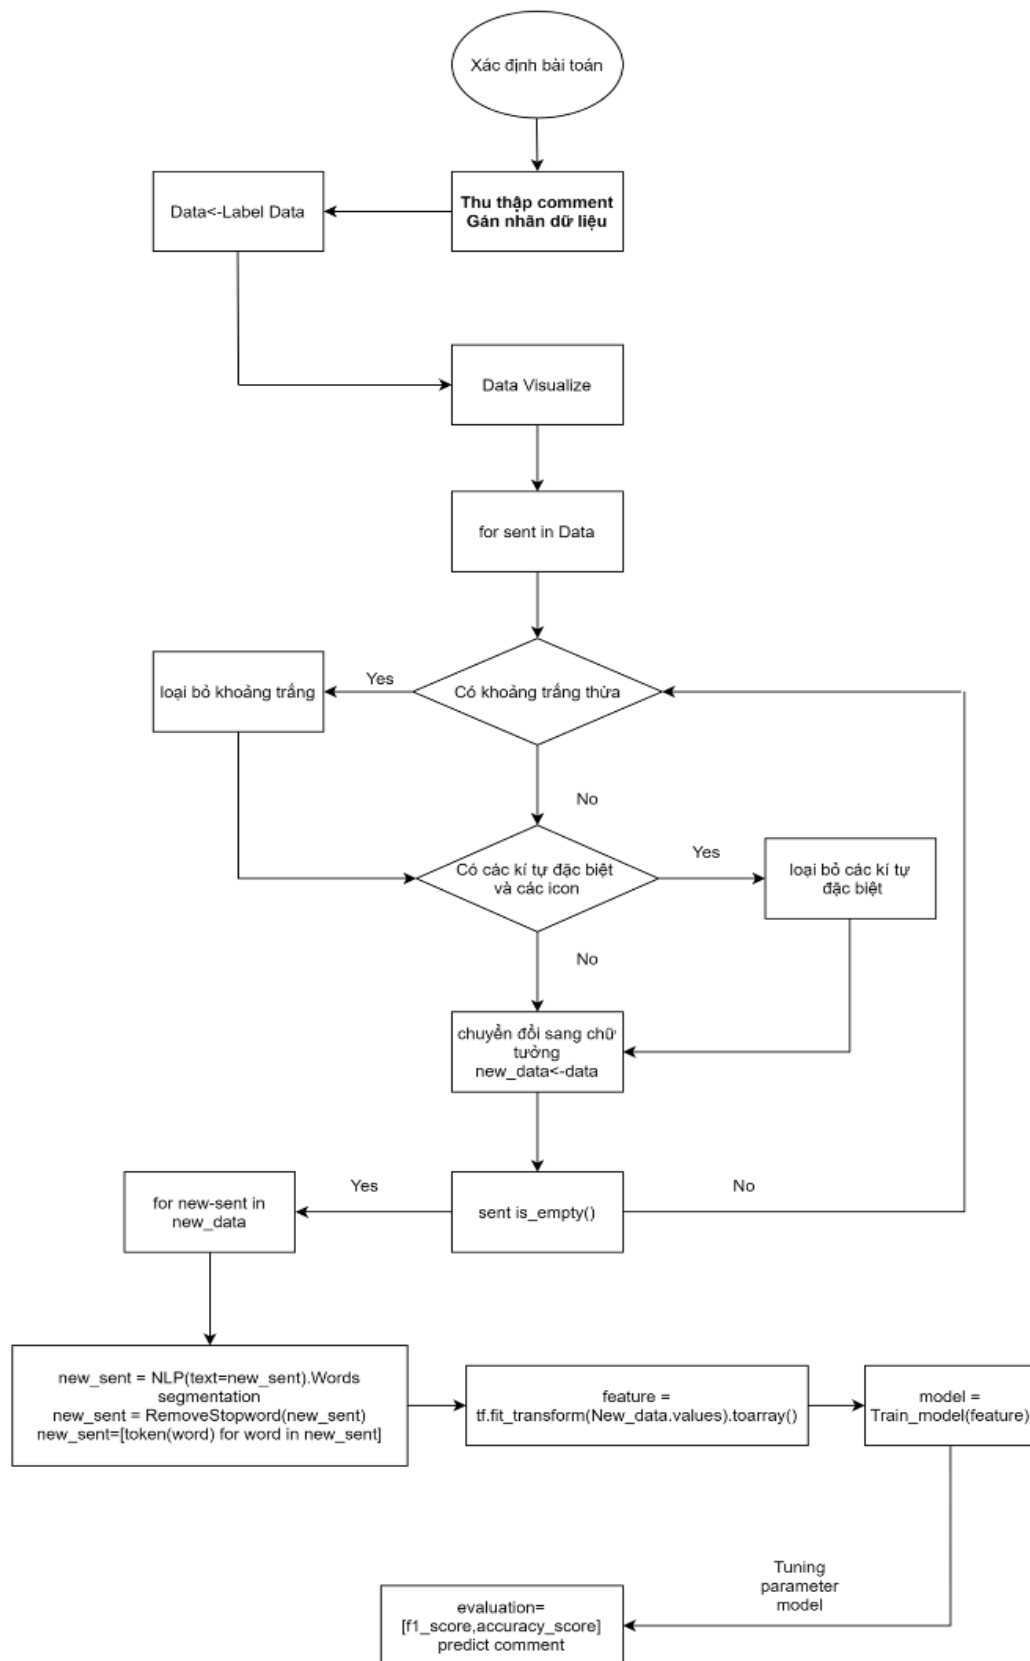 Xác định bài toán
Data<-Label Data
Thu thập comment
Gán nhãn dữ liệu
Data Visualize
for sent in Data
loại bỏ khoảng trắng
Yes
Có khoảng trắng thừa
No
Có các kí tự đặc biệt
và các icon
Yes
loại bỏ các kí tự
đặc biệt
No
chuyển đổi sang chữ
tưởng
new_data<-data
for new-sent in
new_data
Yes
sent is_empty()
No
new_sent = NLP(text=new_sent).Words
segmentation
new_sent = RemoveStopword(new_sent)
new_sent=[token(word) for word in new_sent]
feature =
tf.fit_transform(New_data.values).toarray()
model =
Train_model(feature)
Tuning
parameter
model
evaluation=
[f1_score,accuracy_score]
predict comment